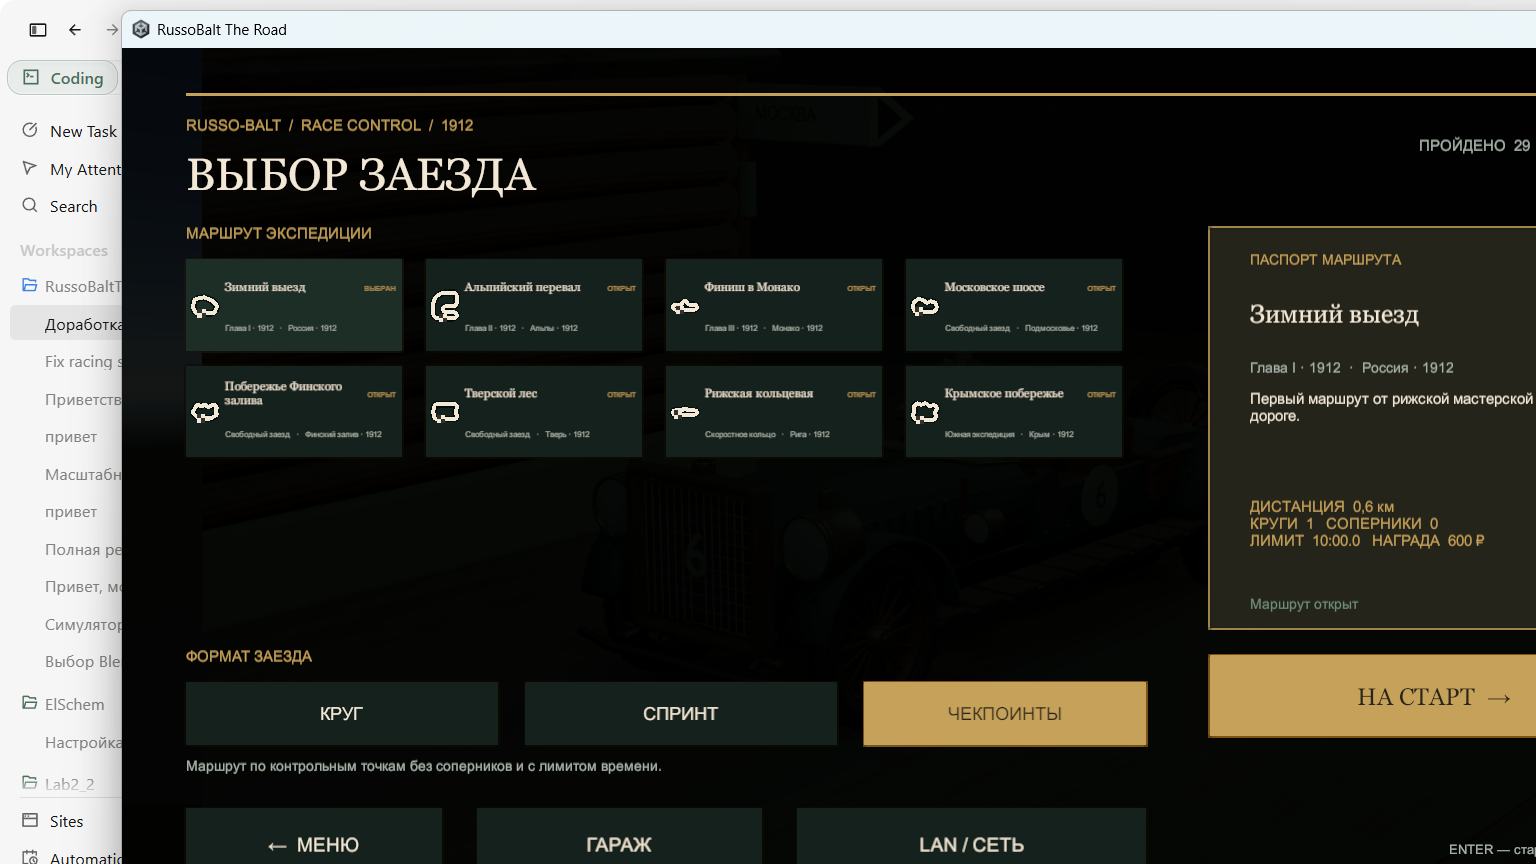 RussoBalt The Road
Coding
New Task
My Attent
Search
Workspaces
RussoBaltT
Доработка
Fix racing s
Приветств
привет
Масштабн
привет
Полная ре
Привет, мо
Симулятор
Выбор Ble
ElSchem
Настройка
Lab2_2
Sites
Automatic
МОСКВА
RUSSO-BALT / RACE CONTROL / 1912
ПРОЙДЕНО 29
ВЫБОР ЗАЕЗДА
МАРШРУТ ЭКСПЕДИЦИИ
Зимний выезд
ВЫБРАН
Глава I · 1912 · Россия · 1912
Альпийский перевал
ОТКРЫТ
Глава II · 1912 · Альпы · 1912
Финиш в Монако
ОТКРЫТ
Глава III · 1912 · Монако · 1912
Московское шоссе
ОТКРЫТ
Свободный заезд · Подмосковье · 1912
Побережье Финского
залива
ОТКРЫТ
Свободный заезд · Финский залив · 1912
Тверской лес
ОТКРЫТ
Свободный заезд · Тверь · 1912
Рижская кольцевая
ОТКРЫТ
Скоростное кольцо · Рига · 1912
Крымское побережье
ОТКРЫТ
Южная экспедиция · Крым · 1912
6
6
ПАСПОРТ МАРШРУТА
Зимний выезд
Глава I · 1912 · Россия · 1912
Первый маршрут от рижской мастерской
дороге.
ДИСТАНЦИЯ 0,6 км
КРУГИ 1 СОПЕРНИКИ 0
ЛИМИТ 10:00.0 НАГРАДА 600 ₽
Маршрут открыт
ФОРМАТ ЗАЕЗДА
КРУГ
СПРИНТ
ЧЕКПОИНТЫ
НА СТАРТ →
Маршрут по контрольным точкам без соперников и с лимитом времени.
← МЕНЮ
ГАРАЖ
LAN / СЕТЬ
ENTER — ста